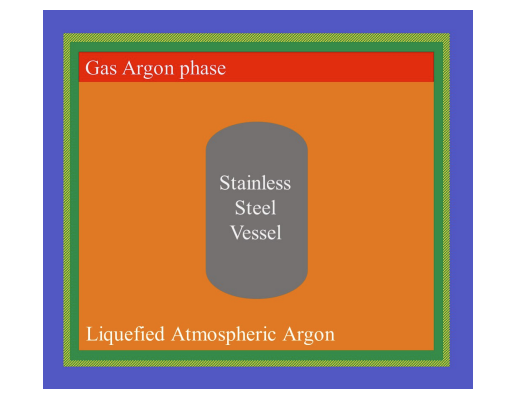 Gas Argon phase
Stainless
Steel
Vessel
Liquefied Atmospheric Argon